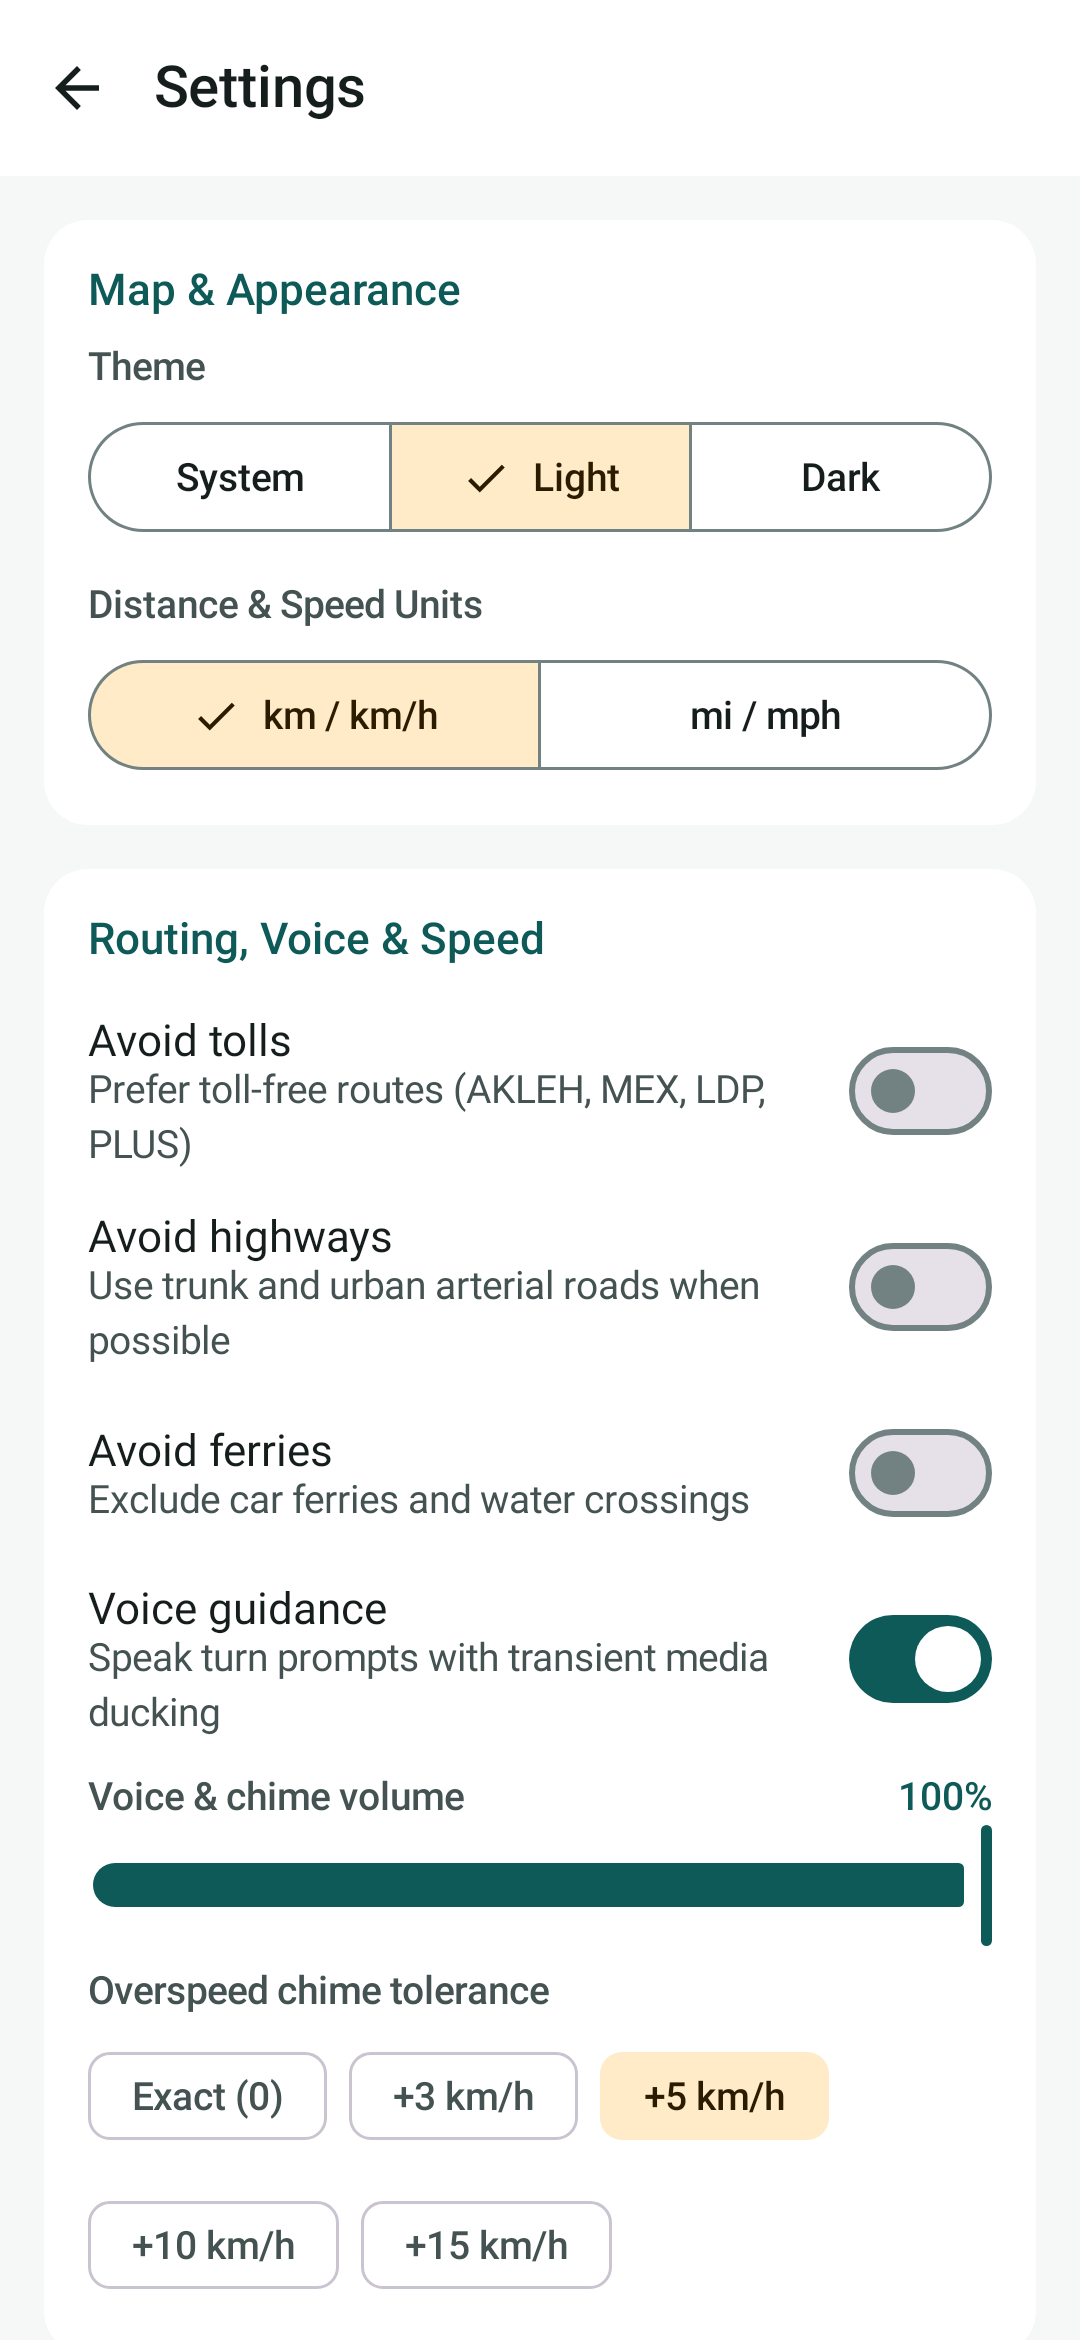 Settings
Map & Appearance
Theme
System
Light
Dark
Distance & Speed Units
km / km/h
mi / mph
Routing, Voice & Speed
Avoid tolls
Prefer toll-free routes (AKLEH, MEX, LDP,
PLUS)
Avoid highways
Use trunk and urban arterial roads when
possible
Avoid ferries
Exclude car ferries and water crossings
Voice guidance
Speak turn prompts with transient media
ducking
Voice & chime volume
100%
Overspeed chime tolerance
Exact (0)
+3 km/h
+5 km/h
+10 km/h
+15 km/h